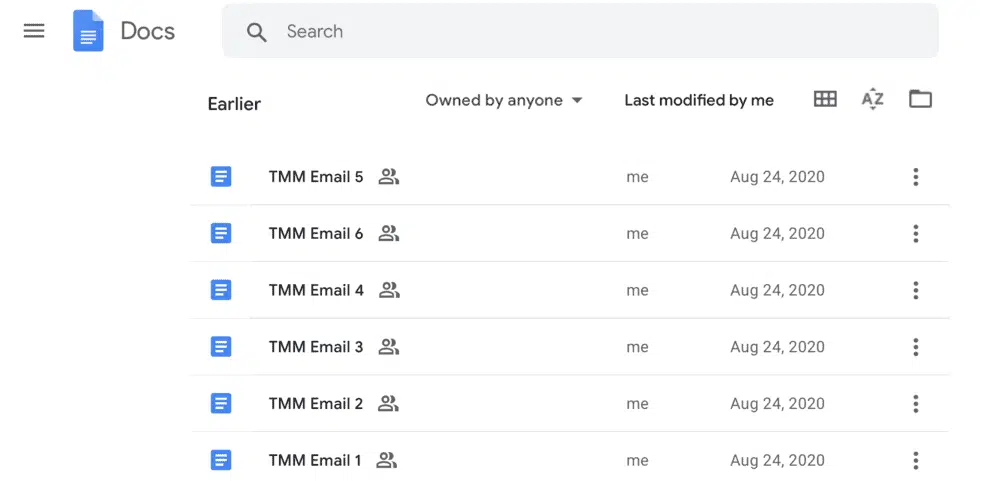 Docs Search
Earlier Owned by anyone Last modified by me AZ
TMM Email 5 me Aug 24, 2020
TMM Email 6 me Aug 24, 2020
TMM Email 4 me Aug 24, 2020
TMM Email 3 me Aug 24, 2020
TMM Email 2 me Aug 24, 2020
TMM Email 1 me Aug 24, 2020